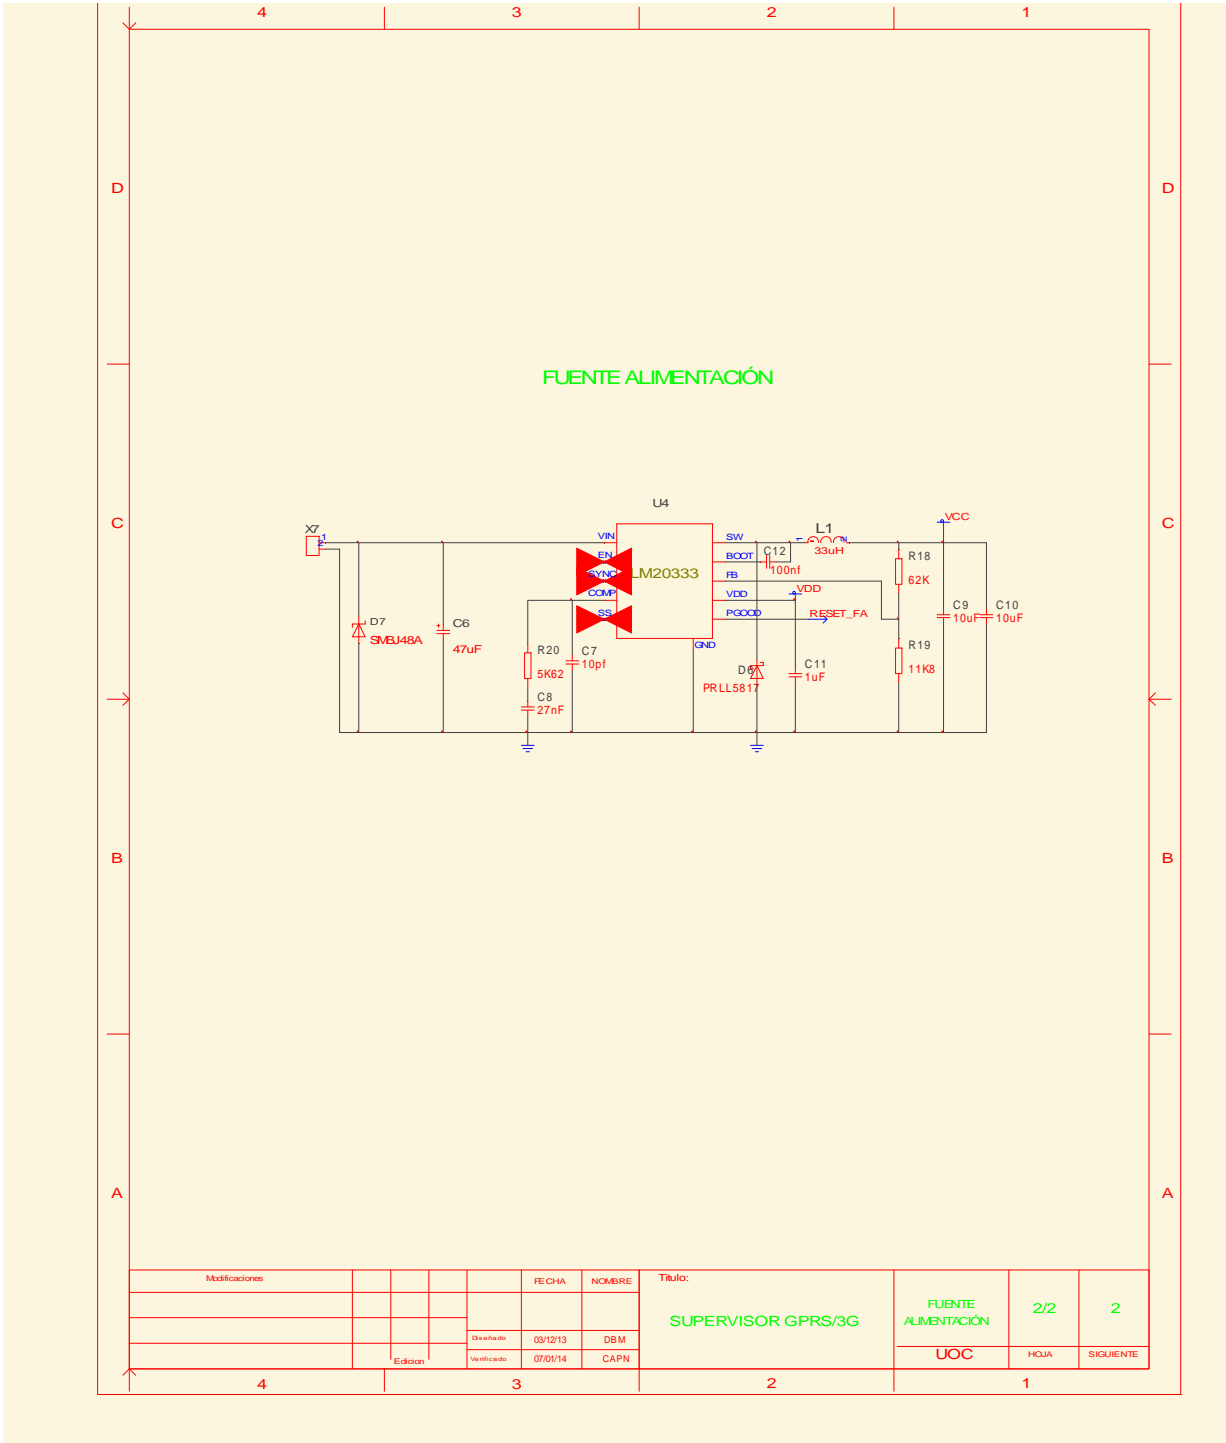 4 3 2 1
D D
FUENTE ALIMENTACIÓN
C C
U4
X7
1
2
VIN
EN
SYNC
COMP
SS
LM20333
SW
BOOT
FB
VDD
PGOOD
GND
C12
100nf
L1
1 2
33uH
VCC
VDD
RESET_FA
R18
62K
R19
11K8
C9
10uF
C10
10uF
D7
SMBJ48A
C6
47uF
R20
5K62
C7
10pf
C8
27nF
D6
PRLL5817
C11
1uF
B B
A A
Modificaciones
FECHA NOMBRE
Diseñado 03/12/13 DBM
Edicion
Verificado 07/01/14 CAPN
Titulo:
SUPERVISOR GPRS/3G
FUENTE
ALIMENTACIÓN
2/2 2
UOC HOJA SIGUIENTE
4 3 2 1